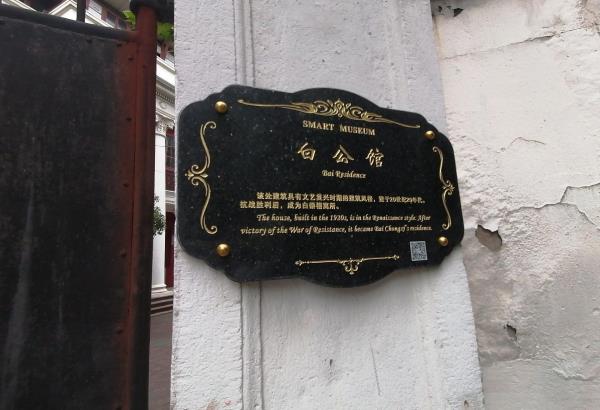 SMART MUSEUM
白公馆
Bai Residence
该公建筑具有文艺复兴时期的建筑风格，建于20世纪20年代。
抗战胜利后，成为白崇禧寓所。
The house, built in the 1920s, is in the Renaissance style. After
victory of the War of Resistance, it became Bai Chongxi's residence.